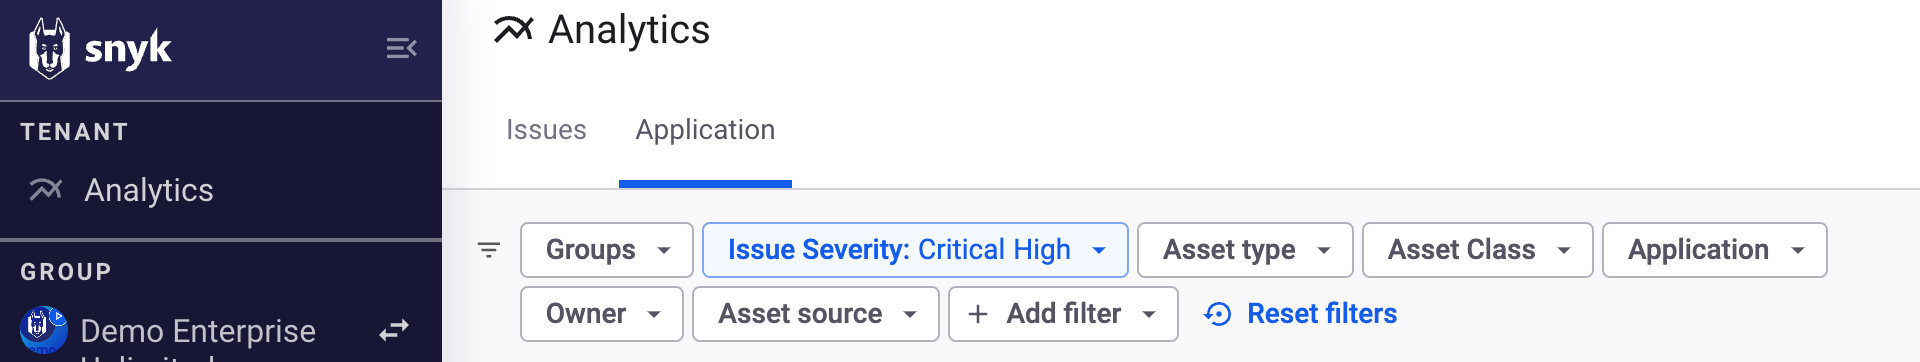 snyk
TENANT
Analytics
GROUP
Demo Enterprise
Analytics
Issues Application
Groups Issue Severity: Critical High Asset type Asset Class Application
Owner Asset source + Add filter Reset filters